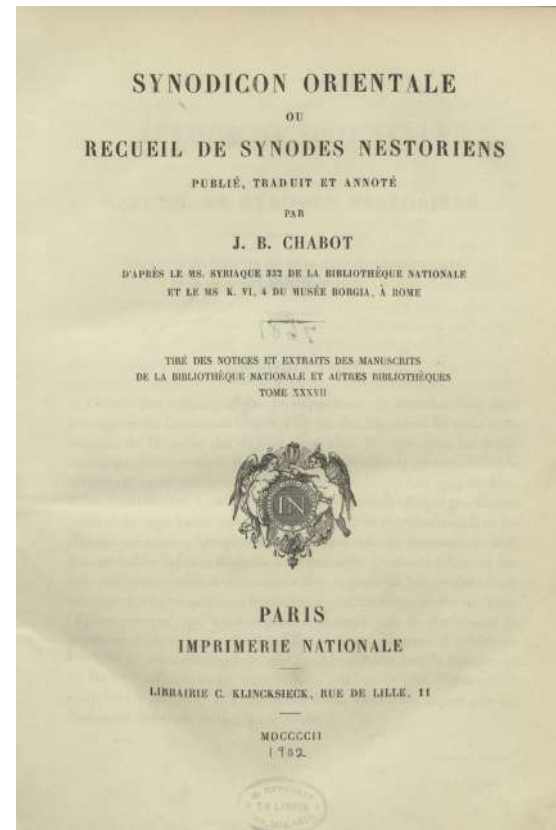 SYNODICON ORIENTALE
OU
RECUEIL DE SYNODES NESTORIENS
PUBLIÉ, TRADUIT ET ANNOTÉ
PAR
J. B. CHABOT
D'APRÈS LE MS. SYRIAQUE 332 DE LA BIBLIOTHÈQUE NATIONALE
ET LE MS K. VI, 4 DU MUSÉE BORGIA, À ROME
TIRÉ DES NOTICES ET EXTRAITS DES MANUSCRITS
DE LA BIBLIOTHÈQUE NATIONALE ET AUTRES BIBLIOTHÈQUES
TOME XXXVII
IN
PARIS
IMPRIMERIE NATIONALE
LIBRAIRIE C. KLINCKSIECK, RUE DE LILLE, 11
MDCCCCII
1902
EX LIBRIS